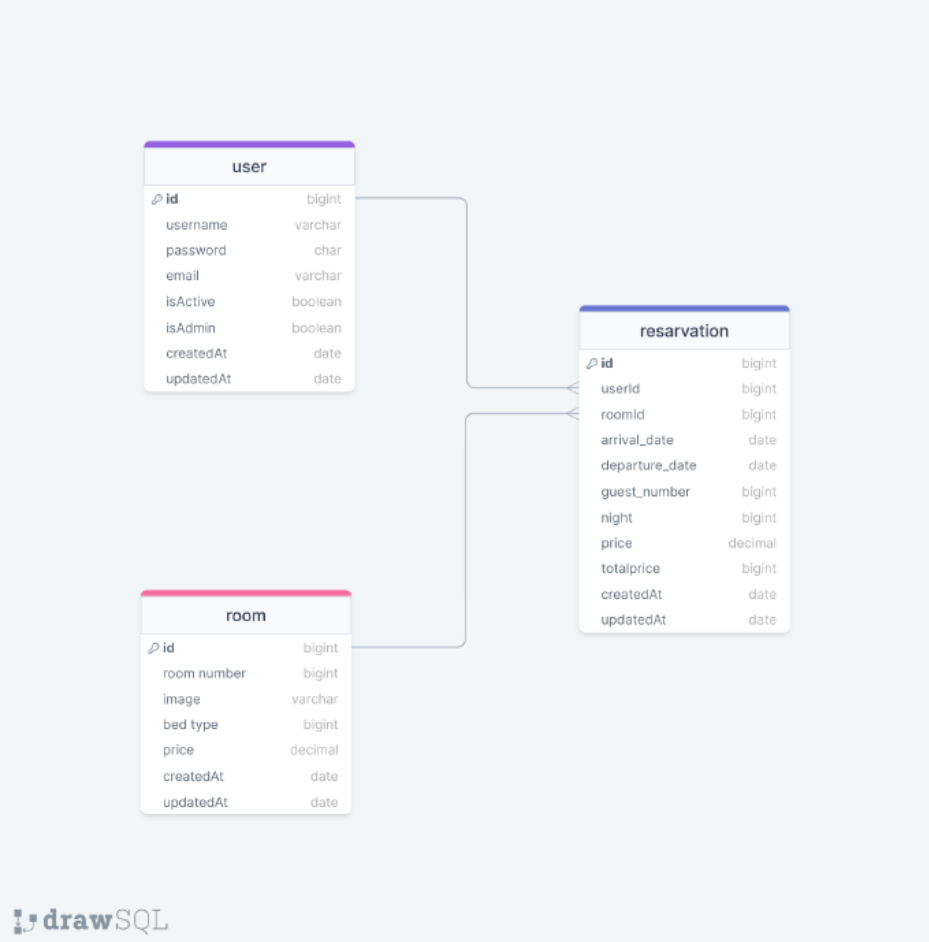 user
id bigint
username varchar
password char
email varchar
isActive boolean
isAdmin boolean
createdAt date
updatedAt date
resarvation
id bigint
userId bigint
roomId bigint
arrival_date date
departure_date date
guest_number bigint
night bigint
price decimal
totalprice bigint
createdAt date
updatedAt date
room
id bigint
room number bigint
image varchar
bed type bigint
price decimal
createdAt date
updatedAt date
drawSQL